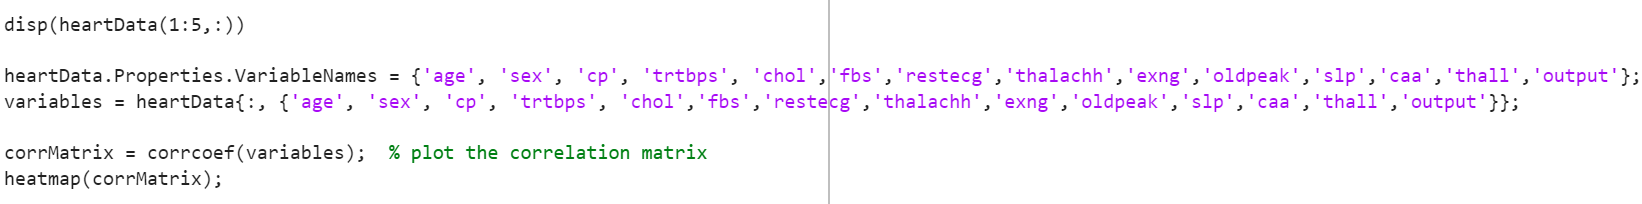 disp(heartData(1:5,:))
heartData.Properties.VariableNames = {'age', 'sex', 'cp', 'trtbps', 'chol','fbs','restecg','thalachh','exng','oldpeak','slp','caa','thall','output'};
variables = heartData{:, {'age', 'sex', 'cp', 'trtbps', 'chol','fbs','restecg','thalachh','exng','oldpeak','slp','caa','thall','output'}};
corrMatrix = corrcoef(variables);  % plot the correlation matrix
heatmap(corrMatrix);